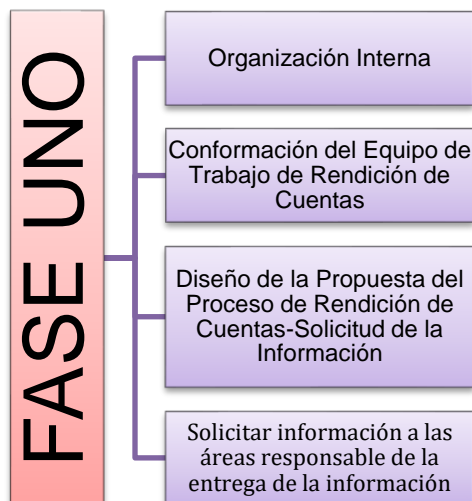 FASE UNO
Organización Interna
Conformación del Equipo de
Trabajo de Rendición de
Cuentas
Diseño de la Propuesta del
Proceso de Rendición de
Cuentas-Solicitud de la
Información
Solicitar información a las
áreas responsable de la
entrega de la información